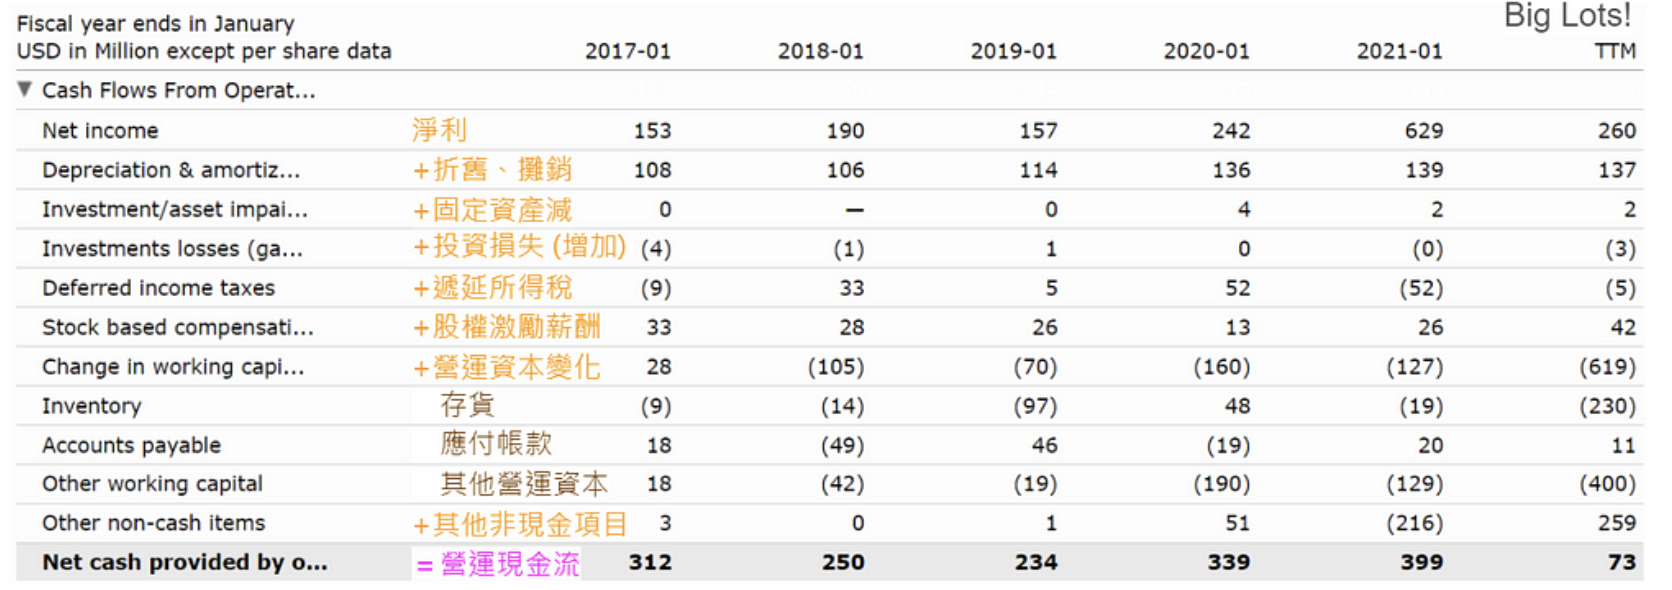 Big Lots!
Fiscal year ends in January
USD in Million except per share data 2017-01 2018-01 2019-01 2020-01 2021-01 TTM
▼ Cash Flows From Operat...
Net income 淨利 153 190 157 242 629 260
Depreciation & amortiz... +折舊、攤銷 108 106 114 136 139 137
Investment/asset impai... +固定資產減 0 — 0 4 2 2
Investments losses (ga... +投資損失 (增加) (4) (1) 1 0 (0) (3)
Deferred income taxes +遞延所得稅 (9) 33 5 52 (52) (5)
Stock based compensati... +股權激勵薪酬 33 28 26 13 26 42
Change in working capi... +營運資本變化 28 (105) (70) (160) (127) (619)
Inventory 存貨 (9) (14) (97) 48 (19) (230)
Accounts payable 應付帳款 18 (49) 46 (19) 20 11
Other working capital 其他營運資本 18 (42) (19) (190) (129) (400)
Other non-cash items +其他非現金項目 3 0 1 51 (216) 259
Net cash provided by o... = 營運現金流 312 250 234 339 399 73